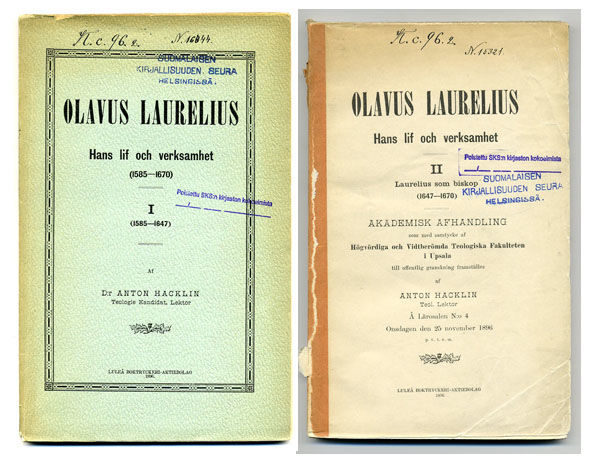 K. c. 96. 2.
N. 16844.
SUOMALAISEN
KIRJALLISUUDEN SEURA
HELSINGISSÄ.
OLAVUS LAURELIUS
Hans lif och verksamhet
(1585—1670)
Poistettu SKS:n kirjaston kokoelmista
I
(1585—1647)
Af
Dr ANTON HACKLIN
Teologie Kandidat, Lektor
LULEÅ BOKTRYCKERI-AKTIEBOLAG
1896.
K. c. 96. 2.
N. 15321
OLAVUS LAURELIUS
Hans lif och verksamhet
II
Poistettu SKS:n kirjaston kokoelmista
Laurelius som biskop
(1647—1670)
SUOMALAISEN
KIRJALLISUUDEN SEURA
HELSINGISSÄ.
AKADEMISK AFHANDLING
som med samtycke af
Högvördiga och Vidtberömda Teologiska Fakulteten
i Upsala
till offentlig granskning framställes
af
ANTON HACKLIN
Teol. Lektor
Å Lärosalen N:o 4
Onsdagen den 25 november 1896
p. v. t. e. m.
LULEÅ BOKTRYCKERI-AKTIEBOLAG
1896.